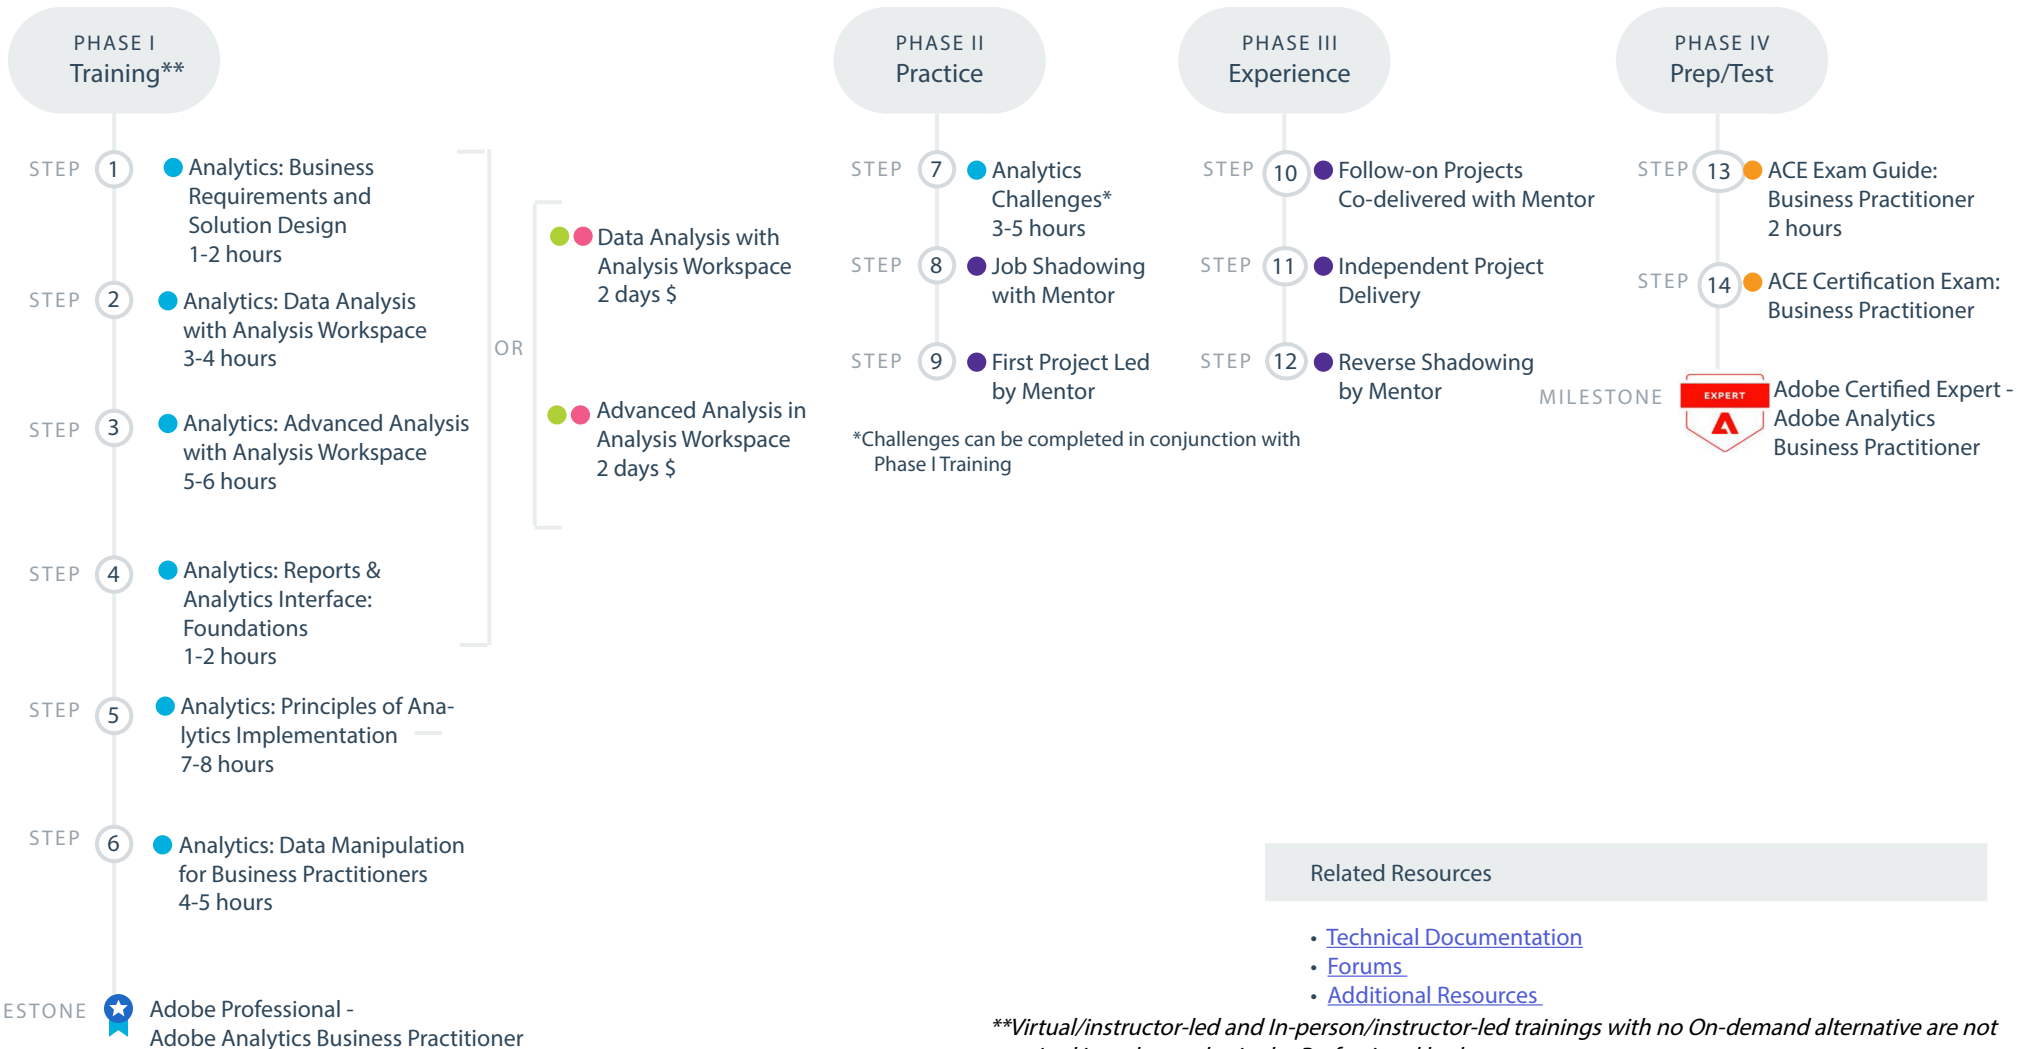 PHASE I
Training**
STEP 1
Analytics: Business
Requirements and
Solution Design
1-2 hours
STEP 2
Analytics: Data Analysis
with Analysis Workspace
3-4 hours
STEP 3
Analytics: Advanced Analysis
with Analysis Workspace
5-6 hours
STEP 4
Analytics: Reports &
Analytics Interface:
Foundations
1-2 hours
OR
Data Analysis with
Analysis Workspace
2 days $
Advanced Analysis in
Analysis Workspace
2 days $
STEP 5
Analytics: Principles of Ana-
lytics Implementation
7-8 hours
STEP 6
Analytics: Data Manipulation
for Business Practitioners
4-5 hours
ESTONE
Adobe Professional -
Adobe Analytics Business Practitioner
PHASE II
Practice
STEP 7
Analytics
Challenges*
3-5 hours
STEP 8
Job Shadowing
with Mentor
STEP 9
First Project Led
by Mentor
*Challenges can be completed in conjunction with
Phase I Training
PHASE III
Experience
STEP 10
Follow-on Projects
Co-delivered with Mentor
STEP 11
Independent Project
Delivery
STEP 12
Reverse Shadowing
by Mentor
PHASE IV
Prep/Test
STEP 13
ACE Exam Guide:
Business Practitioner
2 hours
STEP 14
ACE Certification Exam:
Business Practitioner
MILESTONE
EXPERT
Adobe Certified Expert -
Adobe Analytics
Business Practitioner
Related Resources
• Technical Documentation
• Forums
• Additional Resources
**Virtual/instructor-led and In-person/instructor-led trainings with no On-demand alternative are not